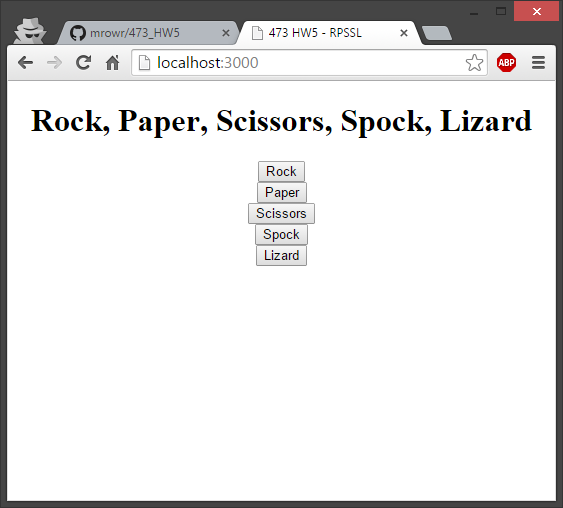 mrowr/473_HW5
473 HW5 - RPSSL
localhost:3000
ABP
Rock, Paper, Scissors, Spock, Lizard
Rock
Paper
Scissors
Spock
Lizard